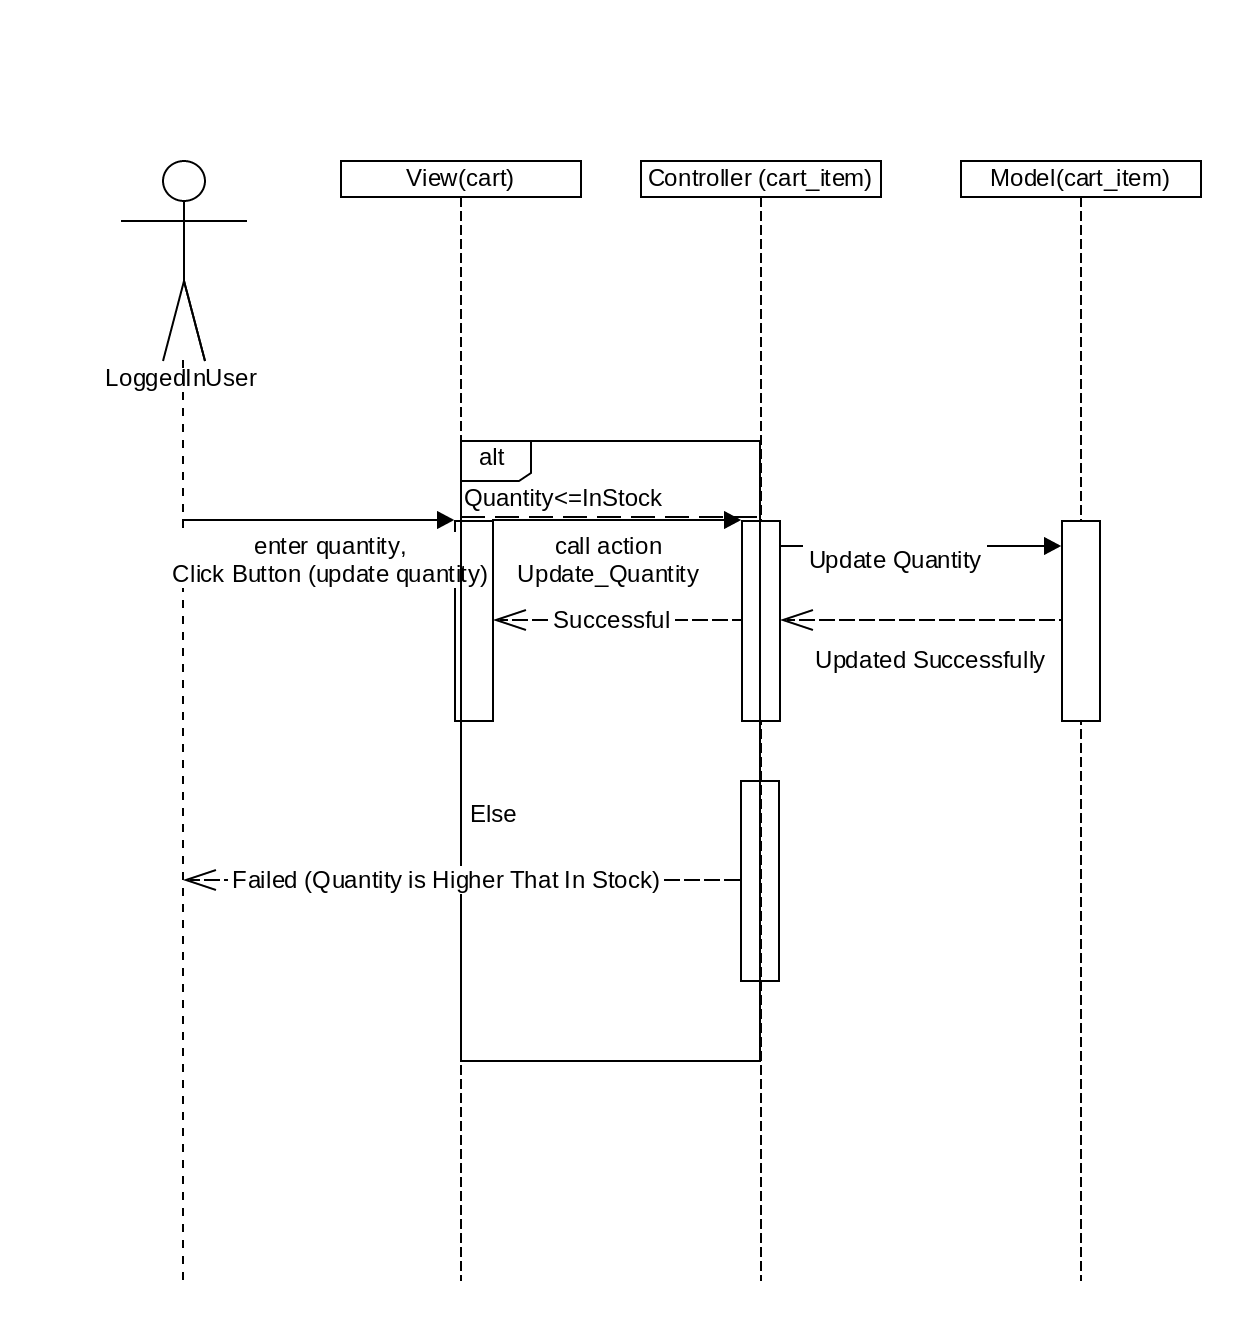 View(cart)
Controller (cart_item)
Model(cart_item)
LoggedInUser
alt
Quantity<=InStock
enter quantity,
Click Button (update quantity)
call action
Update_Quantity
Update Quantity
Successful
Updated Successfully
Else
Failed (Quantity is Higher That In Stock)